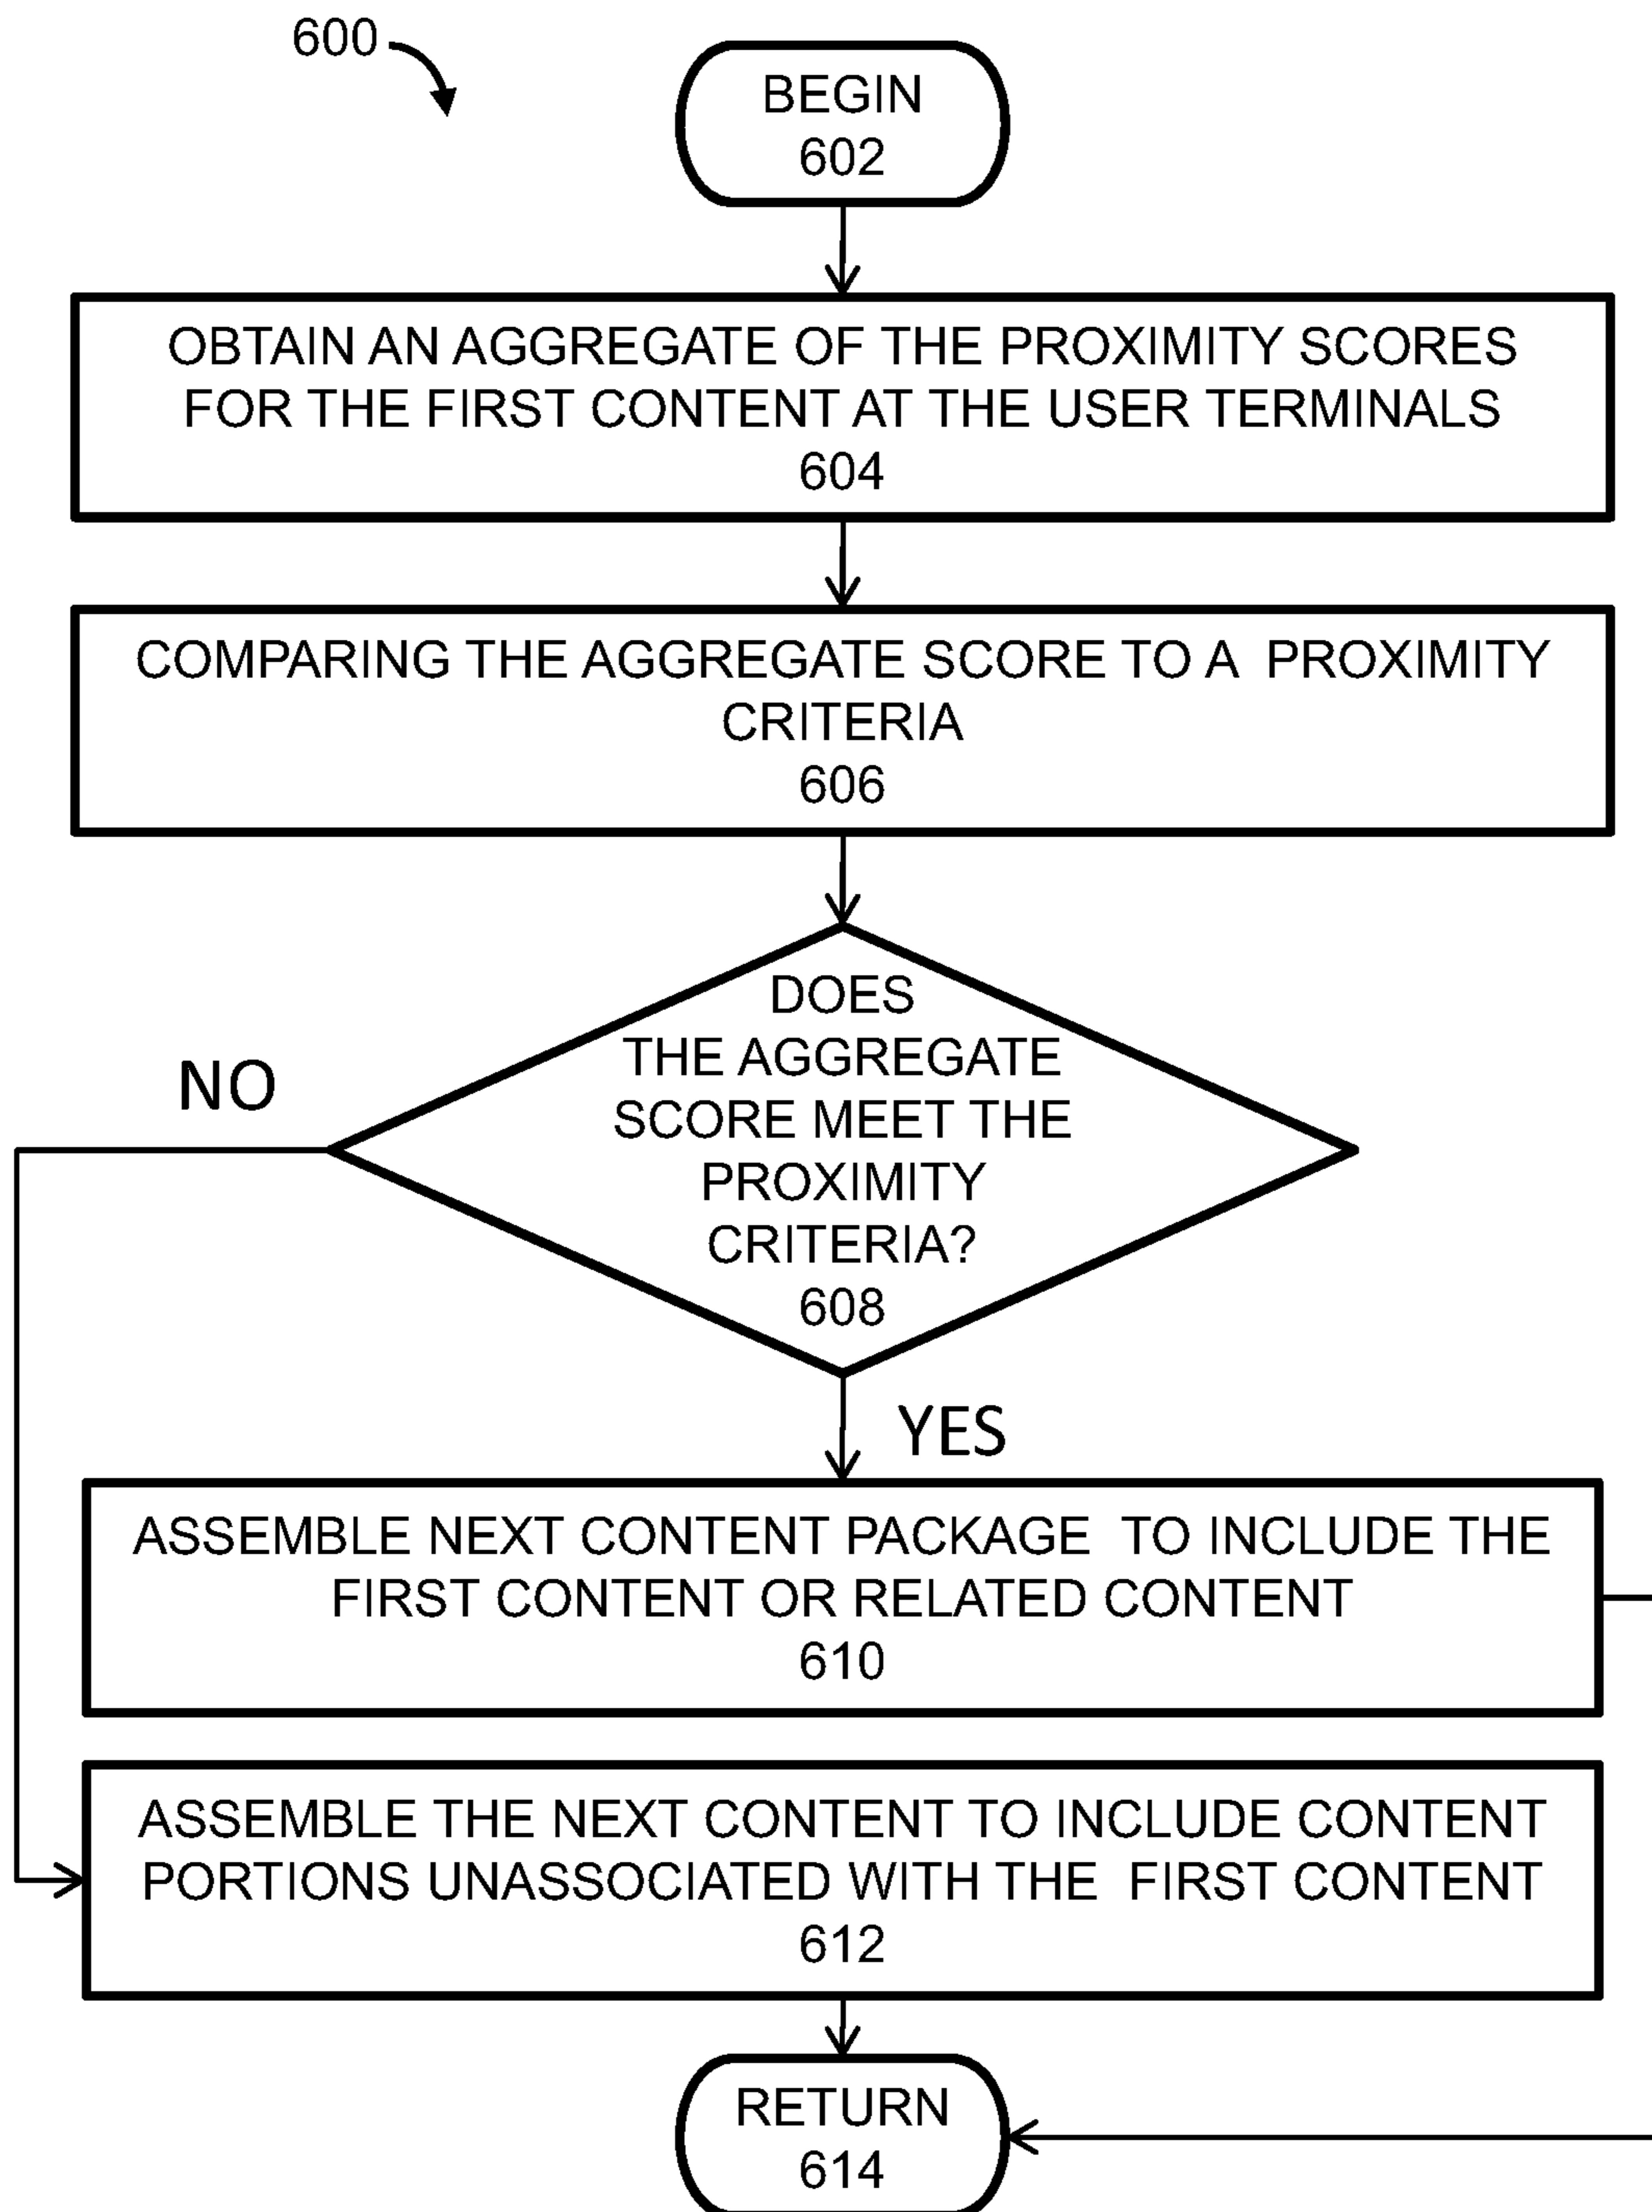 600
BEGIN
602
OBTAIN AN AGGREGATE OF THE PROXIMITY SCORES
FOR THE FIRST CONTENT AT THE USER TERMINALS
604
COMPARING THE AGGREGATE SCORE TO A PROXIMITY
CRITERIA
606
DOES
THE AGGREGATE
SCORE MEET THE
PROXIMITY
CRITERIA?
608
NO
YES
ASSEMBLE NEXT CONTENT PACKAGE TO INCLUDE THE
FIRST CONTENT OR RELATED CONTENT
610
ASSEMBLE THE NEXT CONTENT TO INCLUDE CONTENT
PORTIONS UNASSOCIATED WITH THE FIRST CONTENT
612
RETURN
614